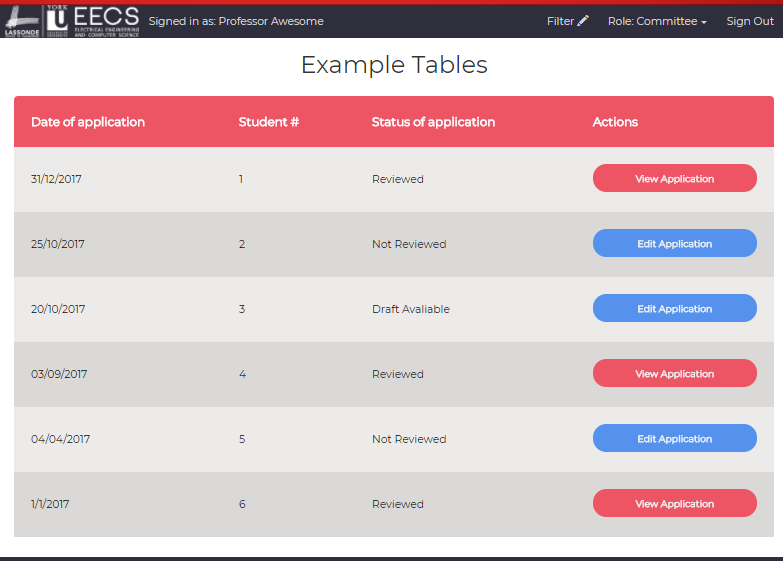 LASSONDE
YORK U
EECS
ELECTRICAL ENGINEERING
AND COMPUTER SCIENCE
Signed in as: Professor Awesome
Filter
Role: Committee
Sign Out
Example Tables
Date of application Student # Status of application Actions
31/12/2017 1 Reviewed View Application
25/10/2017 2 Not Reviewed Edit Application
20/10/2017 3 Draft Avaliable Edit Application
03/09/2017 4 Reviewed View Application
04/04/2017 5 Not Reviewed Edit Application
1/1/2017 6 Reviewed View Application